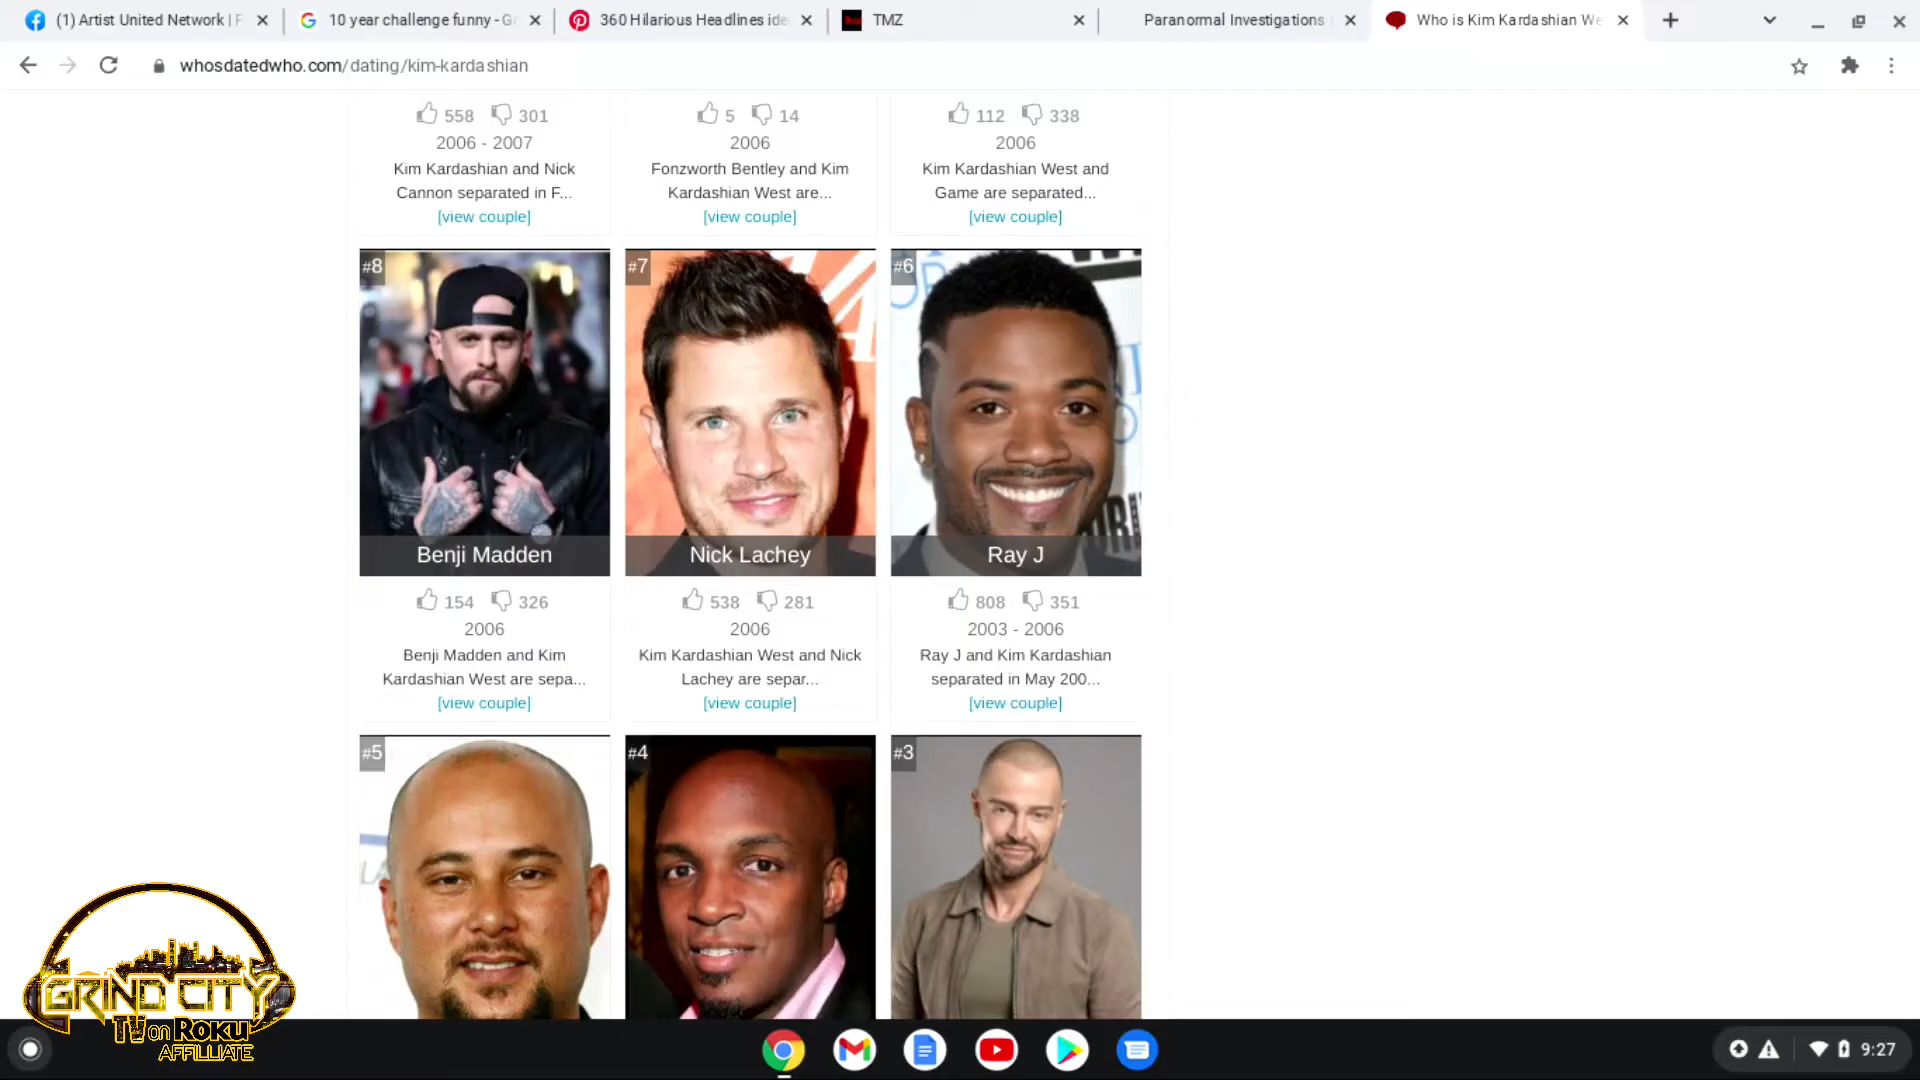 (1) Artist United Network | F
10 year challenge funny - Go
360 Hilarious Headlines ide
TMZ
Paranormal Investigations
Who is Kim Kardashian We
whosdatedwho.com/dating/kim-kardashian
558 301
2006 - 2007
Kim Kardashian and Nick
Cannon separated in F...
[view couple]
5 14
2006
Fonzworth Bentley and Kim
Kardashian West are...
[view couple]
112 338
2006
Kim Kardashian West and
Game are separated...
[view couple]
#8
Benji Madden
154 326
2006
Benji Madden and Kim
Kardashian West are sepa...
[view couple]
#7
Nick Lachey
538 281
2006
Kim Kardashian West and Nick
Lachey are separ...
[view couple]
#6
Ray J
808 351
2003 - 2006
Ray J and Kim Kardashian
separated in May 200...
[view couple]
#5
#4
#3
GRIND CITY
TV on ROKU
AFFILLIATE
9:27